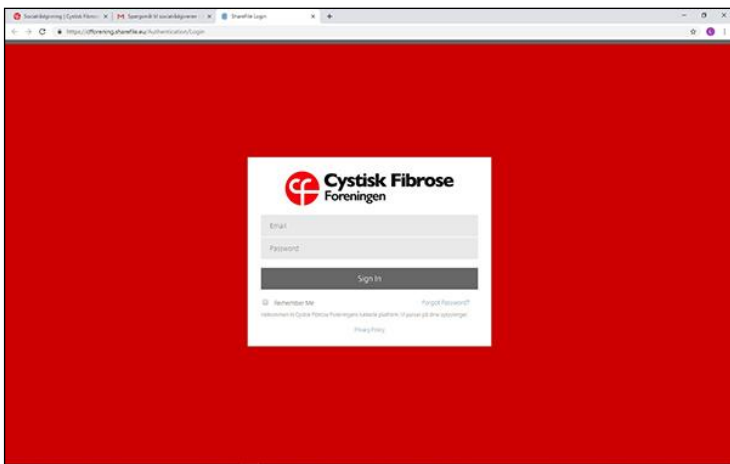 Socialrådgivning | Cystisk Fibros
Spørgsmål til socialrådgiveren
ShareFile Login
https://cfforening.sharefile.eu/Authentication/Login
Cystisk Fibrose
Foreningen
Email
Password
Sign In
Remember Me
Forgot Password?
Velkommen til Cystisk Fibrose Foreningens lukkede platform. Vi passer på dine oplysninger.
Privacy Policy